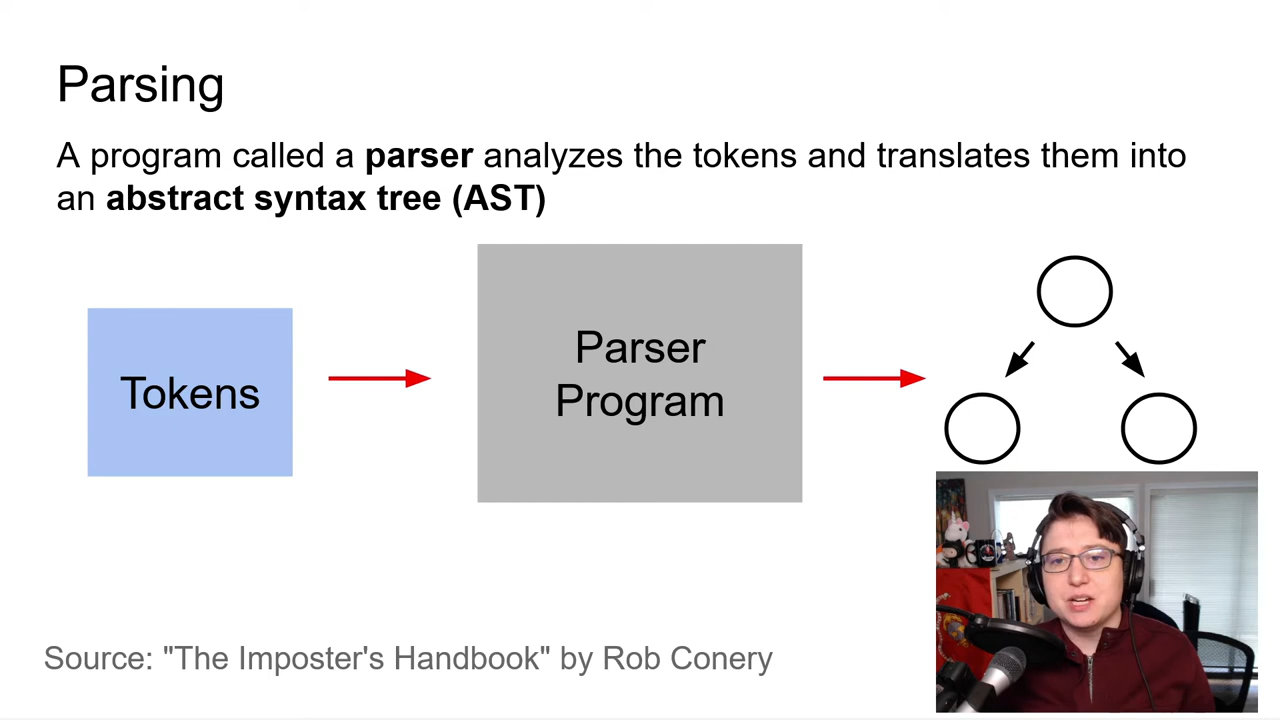 Parsing
A program called a parser analyzes the tokens and translates them into
an abstract syntax tree (AST)
Tokens
Parser
Program
Source: "The Imposter's Handbook" by Rob Conery